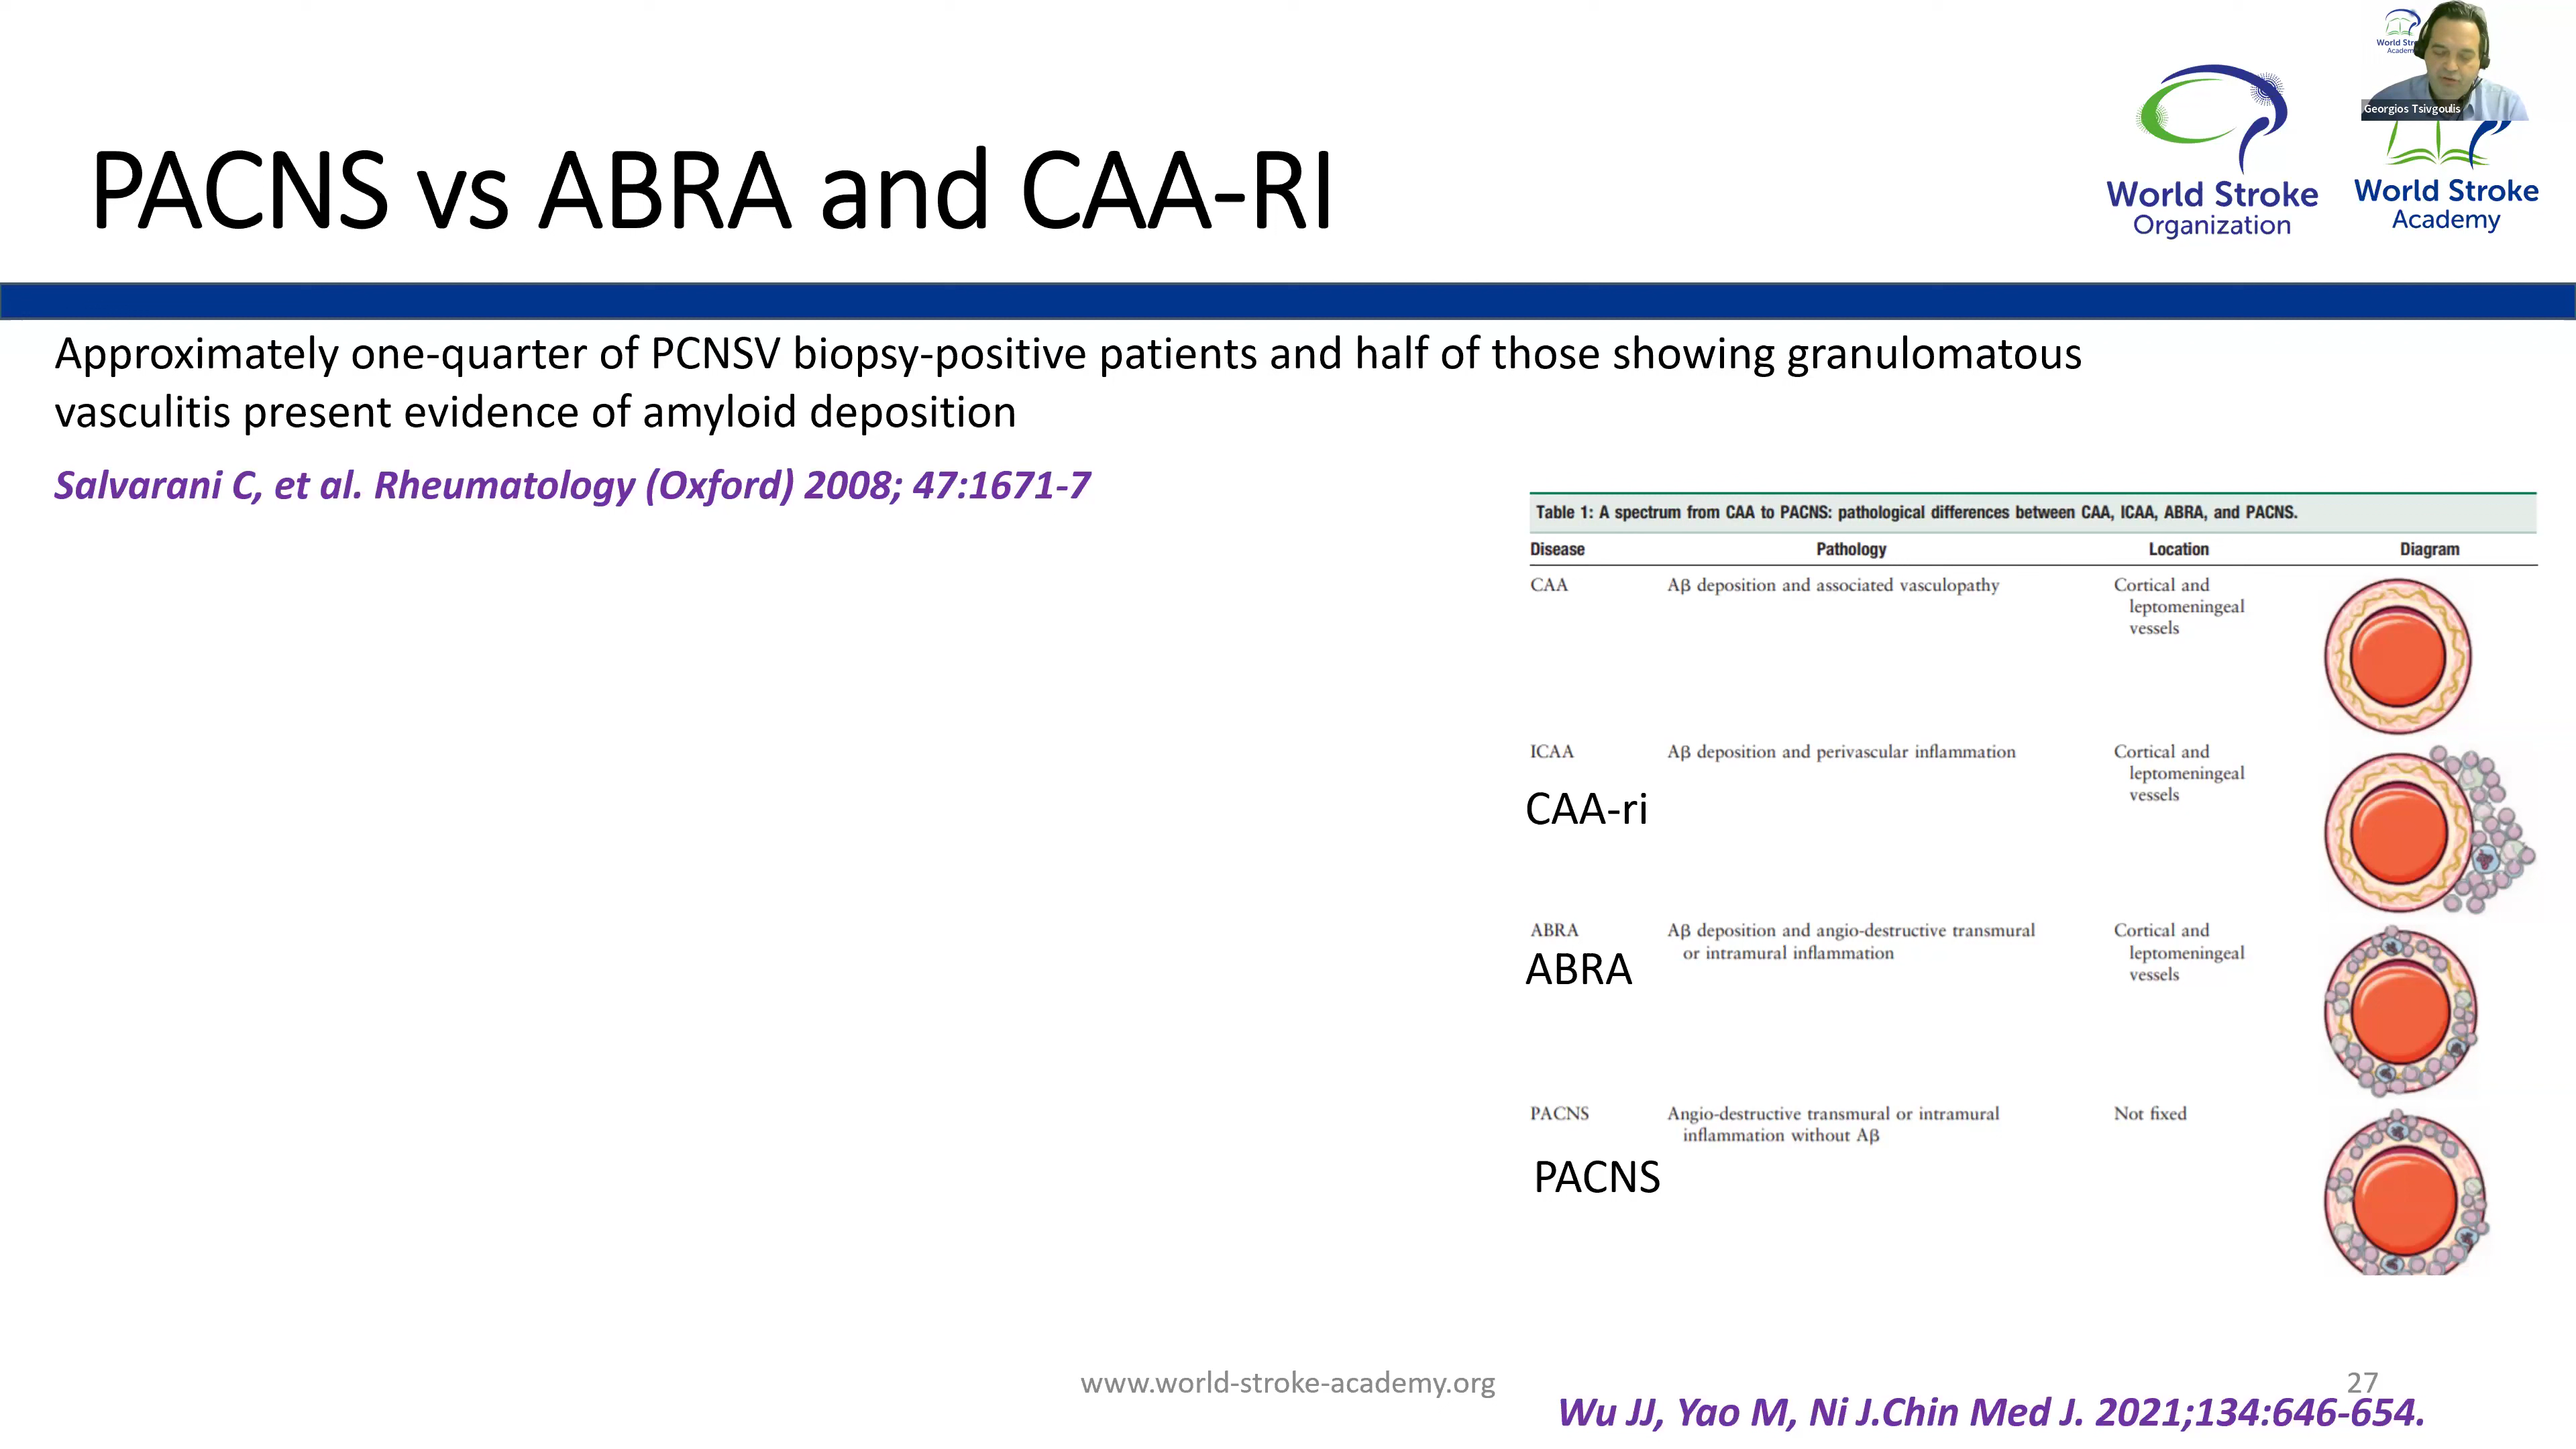 World Stroke
Organization
World Str
Academ
Georgios Tsivgoulis
World Stroke
Academy
PACNS vs ABRA and CAA-RI
Approximately one-quarter of PCNSV biopsy-positive patients and half of those showing granulomatous
vasculitis present evidence of amyloid deposition
Salvarani C, et al. Rheumatology (Oxford) 2008; 47:1671-7
Table 1: A spectrum from CAA to PACNS: pathological differences between CAA, ICAA, ABRA, and PACNS.
Disease Pathology Location Diagram
CAA Aβ deposition and associated vasculopathy Cortical and
leptomeningeal
vessels
ICAA Aβ deposition and perivascular inflammation Cortical and
leptomeningeal
vessels
CAA-ri
ABRA Aβ deposition and angio-destructive transmural Cortical and
or intramural inflammation leptomeningeal
vessels
ABRA
PACNS Angio-destructive transmural or intramural Not fixed
inflammation without Aβ
PACNS
www.world-stroke-academy.org
27
Wu JJ, Yao M, Ni J.Chin Med J. 2021;134:646-654.